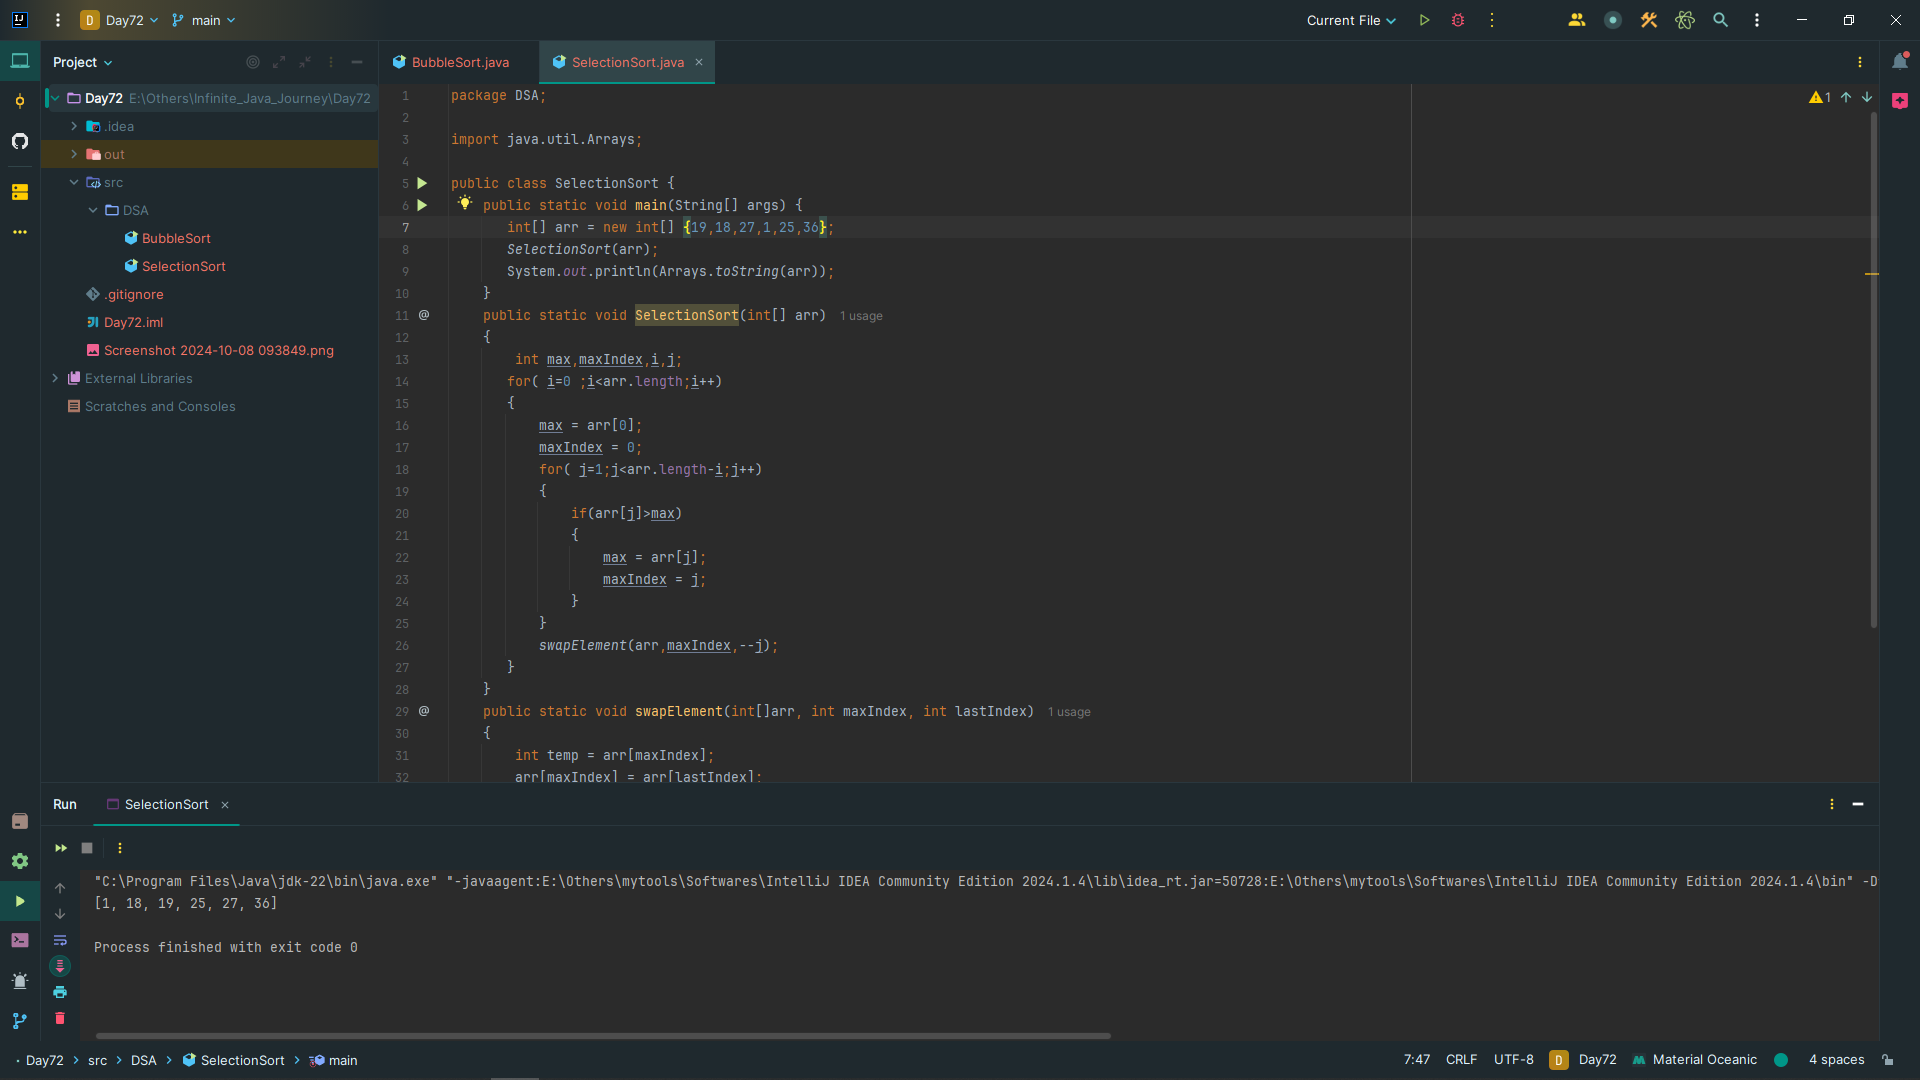 Day72 main Current File
Project
BubbleSort.java SelectionSort.java
Day72 E:\Others\Infinite_Java_Journey\Day72
.idea
out
src
DSA
BubbleSort
SelectionSort
.gitignore
Day72.iml
Screenshot 2024-10-08 093849.png
External Libraries
Scratches and Consoles
1
1 package DSA;
2
3 import java.util.Arrays;
4
5 public class SelectionSort {
6 public static void main(String[] args) {
7 int[] arr = new int[] {19,18,27,1,25,36};
8 SelectionSort(arr);
9 System.out.println(Arrays.toString(arr));
10 }
11 @ public static void SelectionSort(int[] arr) 1 usage
12 {
13 int max,maxIndex,i,j;
14 for( i=0 ;i<arr.length;i++)
15 {
16 max = arr[0];
17 maxIndex = 0;
18 for( j=1;j<arr.length-i;j++)
19 {
20 if(arr[j]>max)
21 {
22 max = arr[j];
23 maxIndex = j;
24 }
25 }
26 swapElement(arr,maxIndex,--j);
27 }
28 }
29 @ public static void swapElement(int[]arr, int maxIndex, int lastIndex) 1 usage
30 {
31 int temp = arr[maxIndex];
32 arr[maxIndex] = arr[lastIndex];
Run SelectionSort
"C:\Program Files\Java\jdk-22\bin\java.exe" "-javaagent:E:\Others\mytools\Softwares\IntelliJ IDEA Community Edition 2024.1.4\lib\idea_rt.jar=50728:E:\Others\mytools\Softwares\IntelliJ IDEA Community Edition 2024.1.4\bin" -D
[1, 18, 19, 25, 27, 36]
Process finished with exit code 0
Day72 > src > DSA > SelectionSort > main 7:47 CRLF UTF-8 D Day72 Material Oceanic 4 spaces